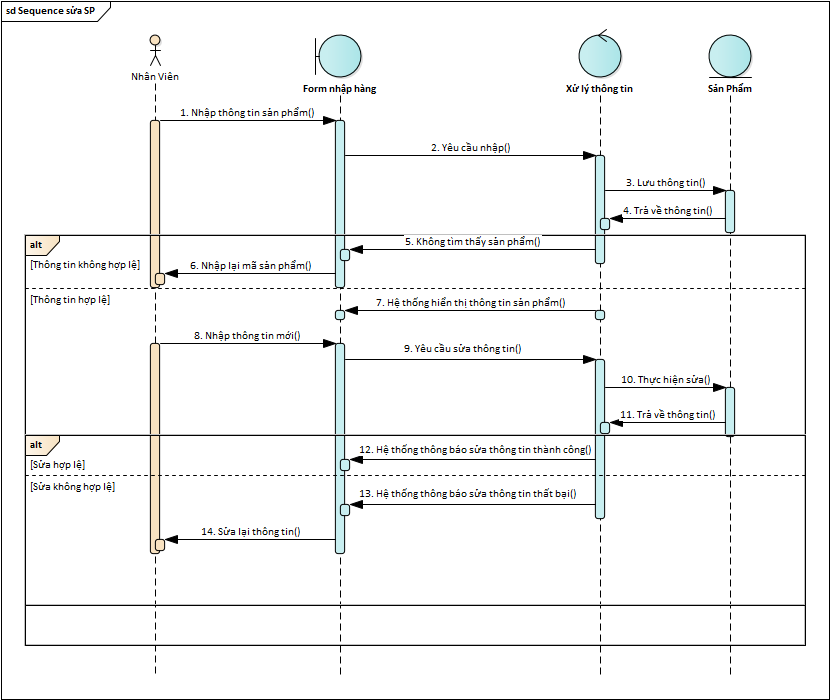 sd Sequence sửa SP
Nhân Viên
Form nhập hàng
Xử lý thông tin
Sản Phẩm
1. Nhập thông tin sản phẩm()
2. Yêu cầu nhập()
3. Lưu thông tin()
4. Trả về thông tin()
alt
5. Không tìm thấy sản phẩm()
[Thông tin không hợp lệ]
6. Nhập lại mã sản phẩm()
[Thông tin hợp lệ]
7. Hệ thống hiển thị thông tin sản phẩm()
8. Nhập thông tin mới()
9. Yêu cầu sửa thông tin()
10. Thực hiện sửa()
11. Trả về thông tin()
alt
12. Hệ thống thông báo sửa thông tin thành công()
[Sửa hợp lệ]
[Sửa không hợp lệ]
13. Hệ thống thông báo sửa thông tin thất bại()
14. Sửa lại thông tin()